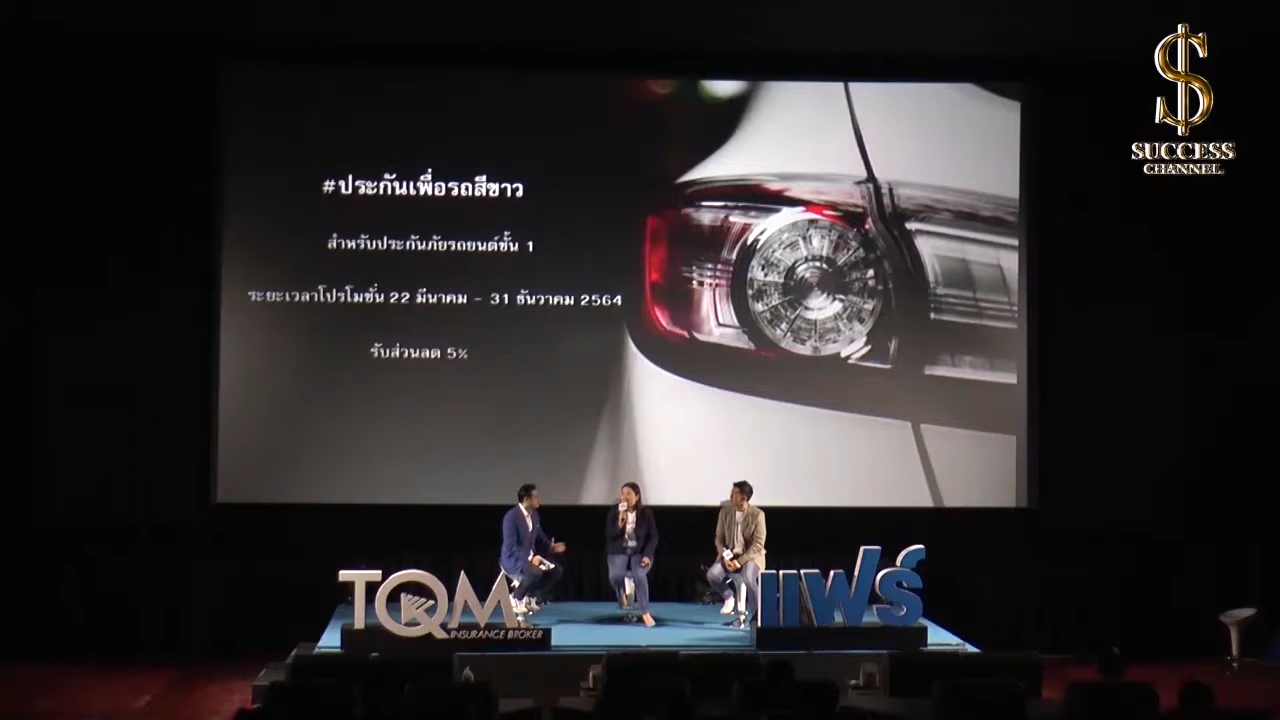 SUCCESS
CHANNEL
#ประกันเพื่อรถสีขาว
สำหรับประกันภัยรถยนต์ชั้น 1
ระยะเวลาโปรโมชั่น 22 มีนาคม - 31 ธันวาคม 2564
รับส่วนลด 5%
TQM
INSURANCE BROKER
แฟร์